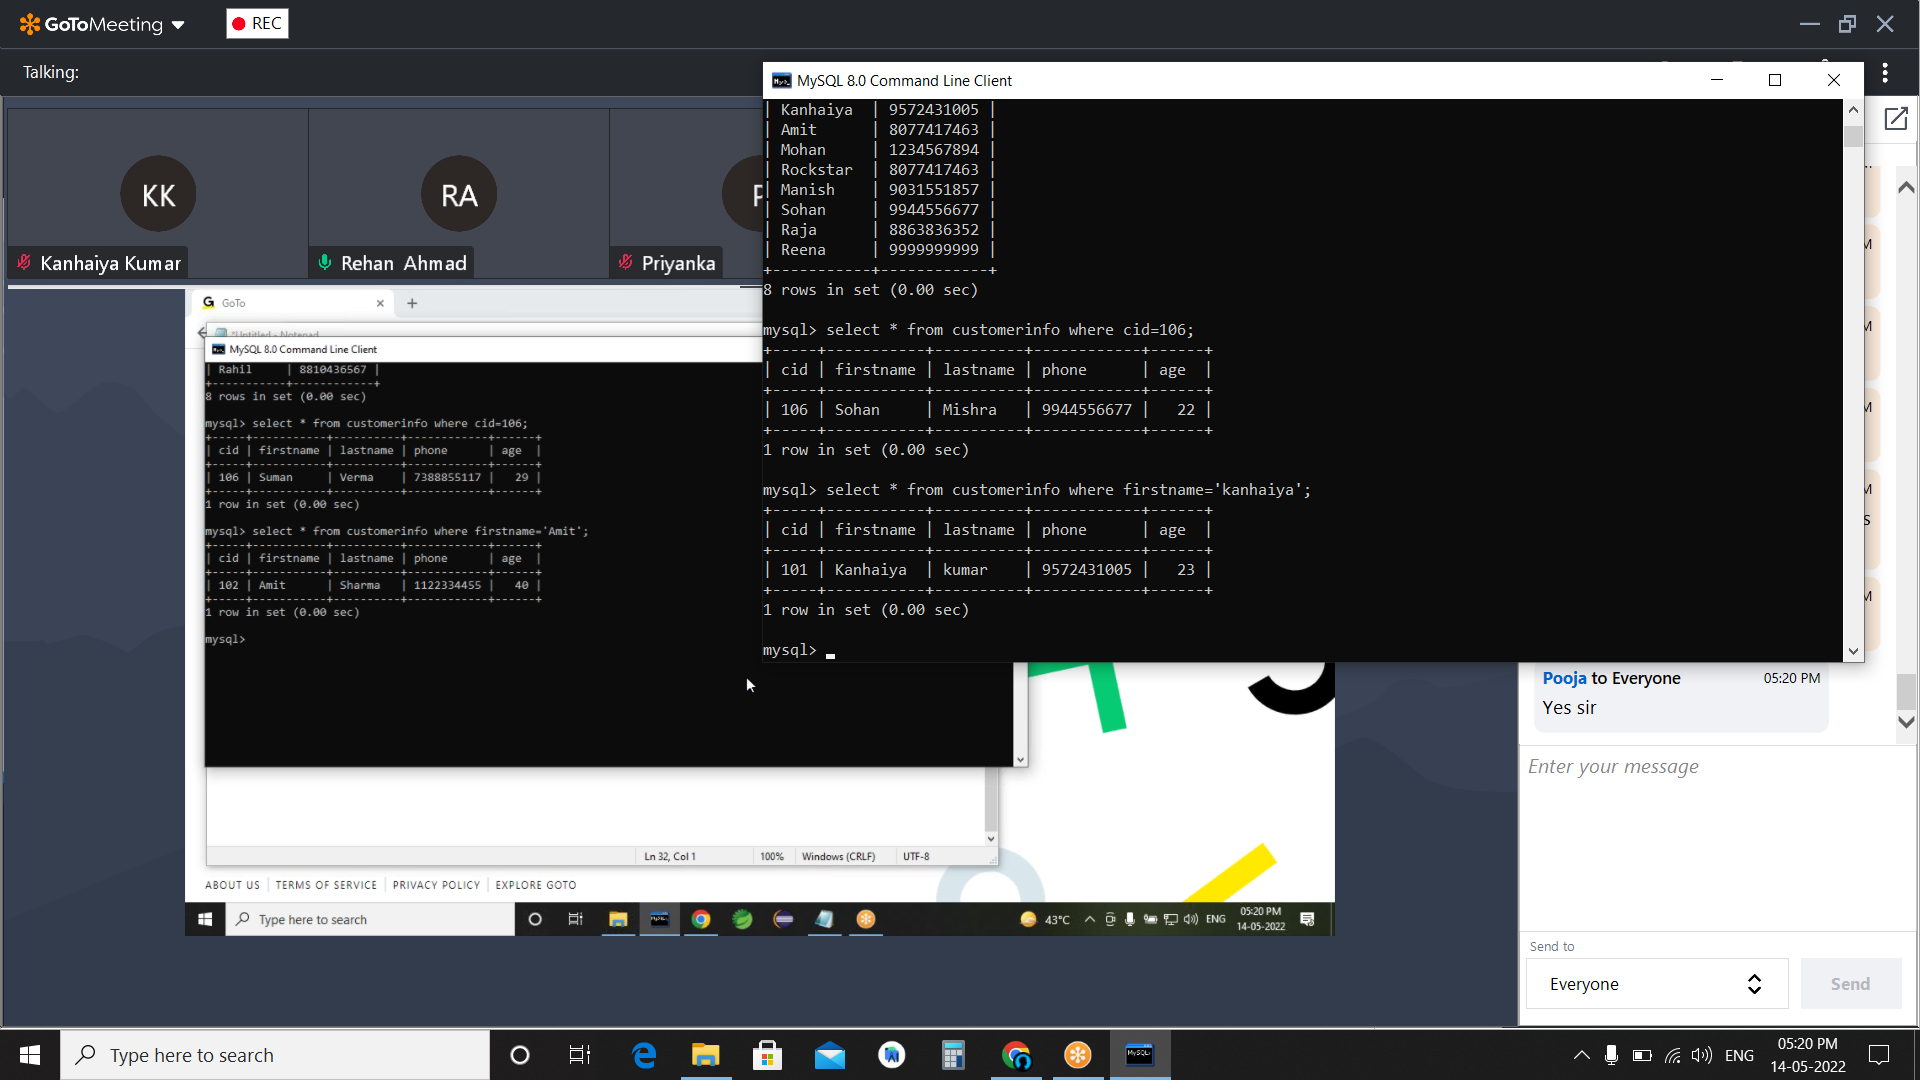 GoToMeeting
REC
Talking:
KK
RA
P
Kanhaiya Kumar
Rehan Ahmad
Priyanka
MySQL 8.0 Command Line Client
| Kanhaiya | 9572431005 |
| Amit | 8077417463 |
| Mohan | 1234567894 |
| Rockstar | 8077417463 |
| Manish | 9031551857 |
| Sohan | 9944556677 |
| Raja | 8863836352 |
| Reena | 9999999999 |
+-----------+------------+
8 rows in set (0.00 sec)
mysql> select * from customerinfo where cid=106;
+-----+-----------+----------+------------+------+
| cid | firstname | lastname | phone | age |
+-----+-----------+----------+------------+------+
| 106 | Sohan | Mishra | 9944556677 | 22 |
+-----+-----------+----------+------------+------+
1 row in set (0.00 sec)
mysql> select * from customerinfo where firstname='kanhaiya';
+-----+-----------+----------+------------+------+
| cid | firstname | lastname | phone | age |
+-----+-----------+----------+------------+------+
| 101 | Kanhaiya | kumar | 9572431005 | 23 |
+-----+-----------+----------+------------+------+
1 row in set (0.00 sec)
mysql>
GoTo
*Untitled - Notepad
MySQL 8.0 Command Line Client
| Rahil | 8810436567 |
+-----------+------------+
8 rows in set (0.00 sec)
mysql> select * from customerinfo where cid=106;
+-----+-----------+----------+------------+------+
| cid | firstname | lastname | phone | age |
+-----+-----------+----------+------------+------+
| 106 | Suman | Verma | 7388855117 | 29 |
+-----+-----------+----------+------------+------+
1 row in set (0.00 sec)
mysql> select * from customerinfo where firstname='Amit';
+-----+-----------+----------+------------+------+
| cid | firstname | lastname | phone | age |
+-----+-----------+----------+------------+------+
| 102 | Amit | Sharma | 1122334455 | 40 |
+-----+-----------+----------+------------+------+
1 row in set (0.00 sec)
mysql>
Ln 32, Col 1
100%
Windows (CRLF)
UTF-8
ABOUT US | TERMS OF SERVICE | PRIVACY POLICY | EXPLORE GOTO
Type here to search
43°C
ENG
05:20 PM
14-05-2022
Pooja to Everyone
05:20 PM
Yes sir
Enter your message
Send to
Everyone
Send
Type here to search
ENG
05:20 PM
14-05-2022